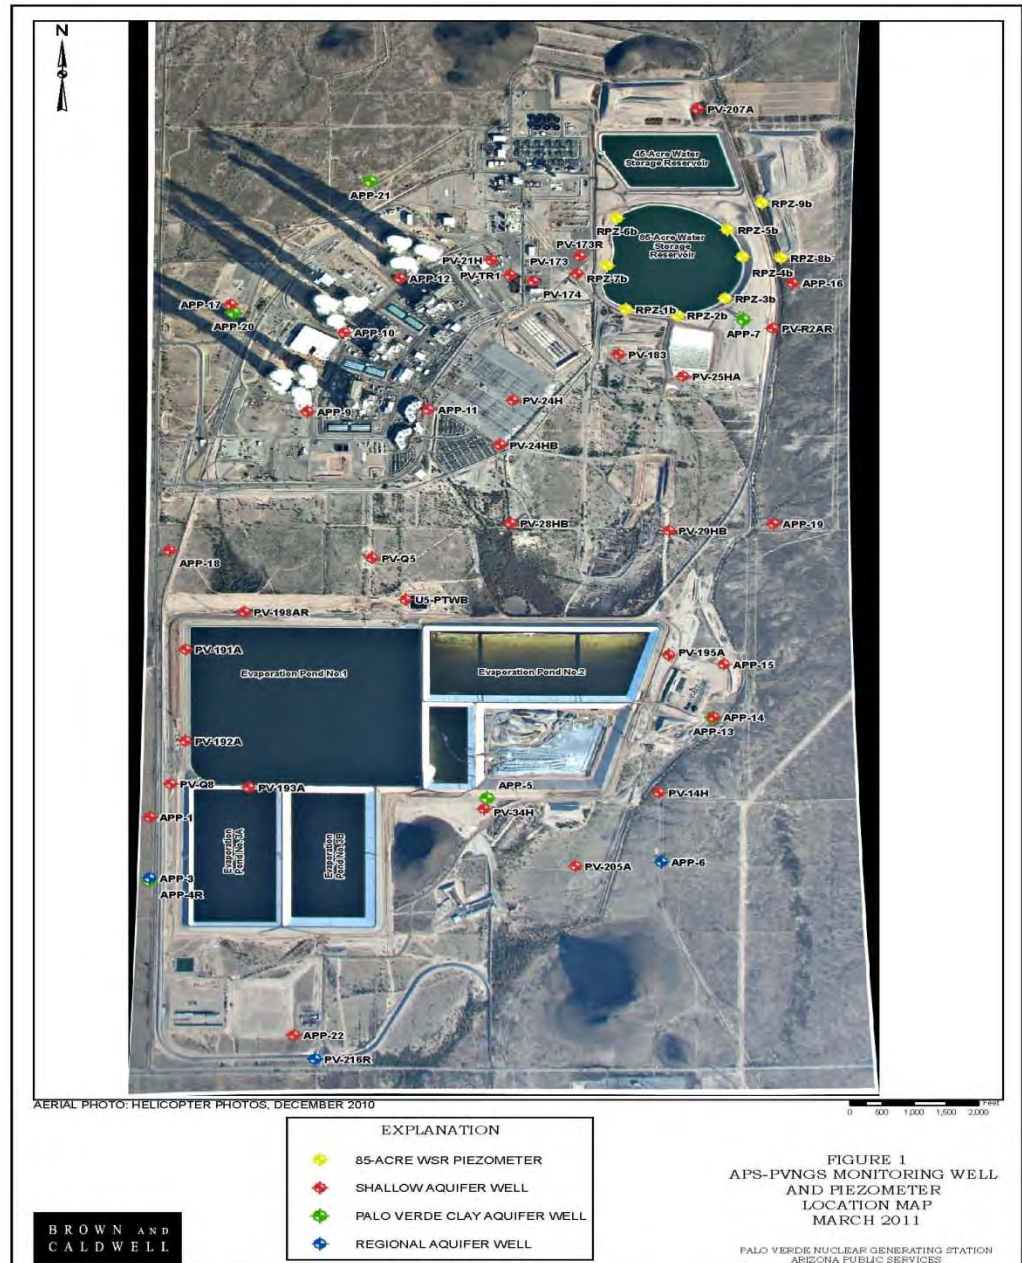 N
PV-207A
45-Acre Water
Storage Reservoir
APP-21
RPZ-9b
RPZ-6b
RPZ-5b
85-Acre Water
Storage
Reservoir
PV-173R
PV-21H
PV-173
RPZ-4b
RPZ-8b
RPZ-7b
PV-TR1
APP-12
PV-174
APP-16
APP-17
APP-20
RPZ-3b
RPZ-1b
RPZ-2b
APP-7
PV-R2AR
APP-10
PV-183
PV-25HA
PV-24H
APP-9
APP-11
PV-24HB
PV-28HB
PV-29HB
APP-19
APP-18
PV-Q5
U5-PTWB
PV-198AR
PV-191A
PV-195A
APP-15
Evaporation Pond No.1
Evaporation Pond No.2
APP-14
APP-13
PV-192A
PV-Q8
PV-193A
APP-5
PV-14H
PV-34H
APP-1
Evaporation
Pond No.3A
Evaporation
Pond No.3B
APP-6
PV-205A
APP-3
APP-4R
APP-22
PV-216R
AERIAL PHOTO: HELICOPTER PHOTOS, DECEMBER 2010
Feet
0 500 1,000 1,500 2,000
EXPLANATION
85-ACRE WSR PIEZOMETER
SHALLOW AQUIFER WELL
PALO VERDE CLAY AQUIFER WELL
REGIONAL AQUIFER WELL
BROWN AND
CALDWELL
FIGURE 1
APS-PVNGS MONITORING WELL
AND PIEZOMETER
LOCATION MAP
MARCH 2011
PALO VERDE NUCLEAR GENERATING STATION
ARIZONA PUBLIC SERVICES